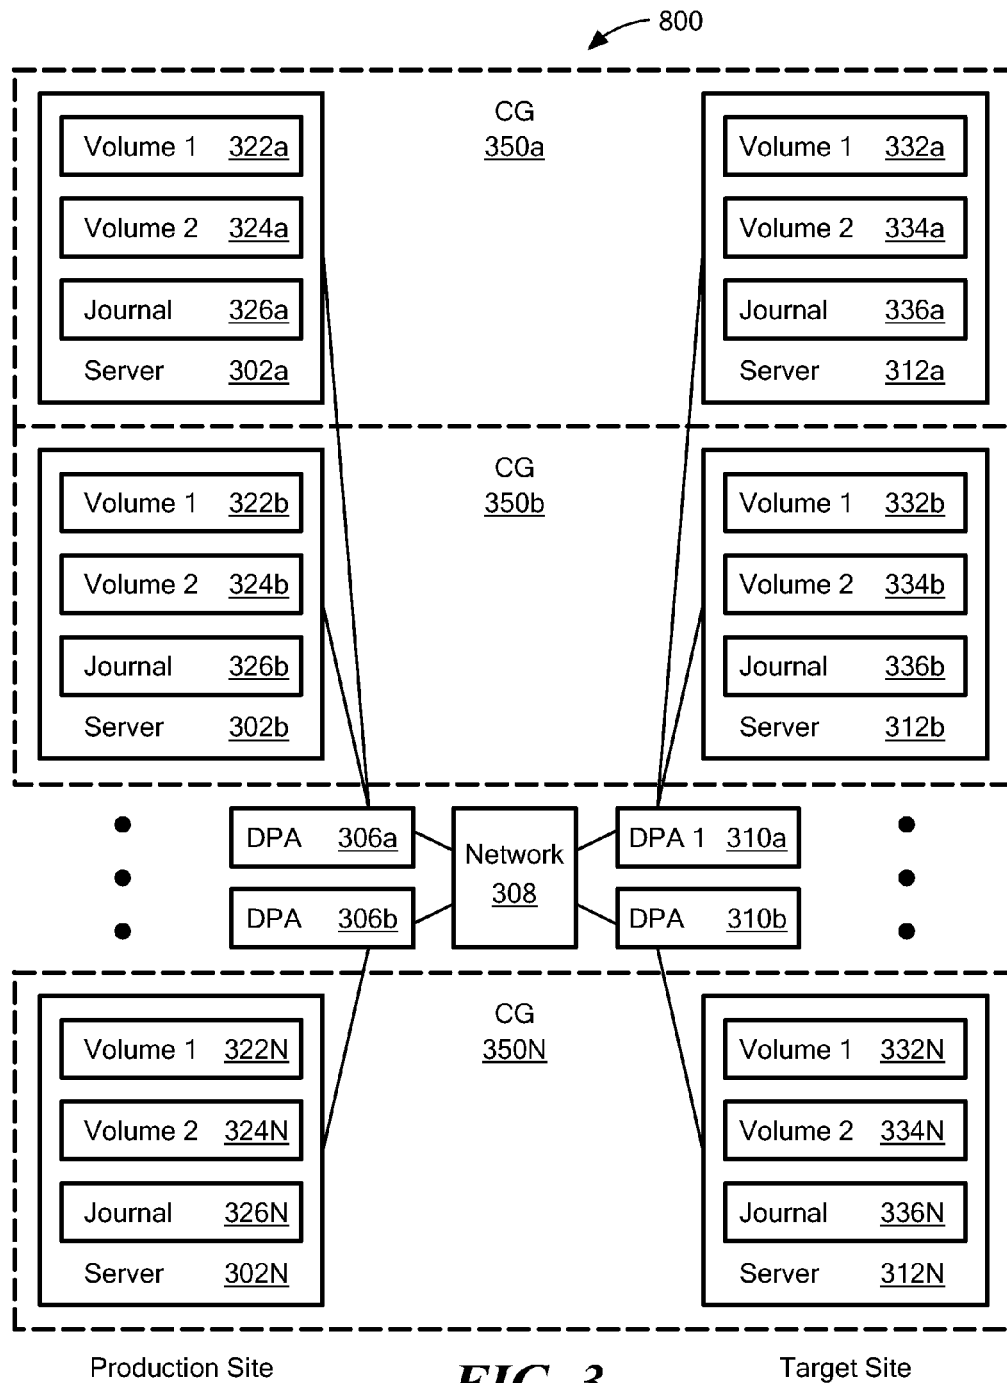 800
CG
350a
Volume 1 322a
Volume 2 324a
Journal 326a
Server 302a
Volume 1 332a
Volume 2 334a
Journal 336a
Server 312a
CG
350b
Volume 1 322b
Volume 2 324b
Journal 326b
Server 302b
Volume 1 332b
Volume 2 334b
Journal 336b
Server 312b
DPA 306a
DPA 306b
Network
308
DPA 1 310a
DPA 310b
CG
350N
Volume 1 322N
Volume 2 324N
Journal 326N
Server 302N
Volume 1 332N
Volume 2 334N
Journal 336N
Server 312N
Production Site
FIG. 3
Target Site